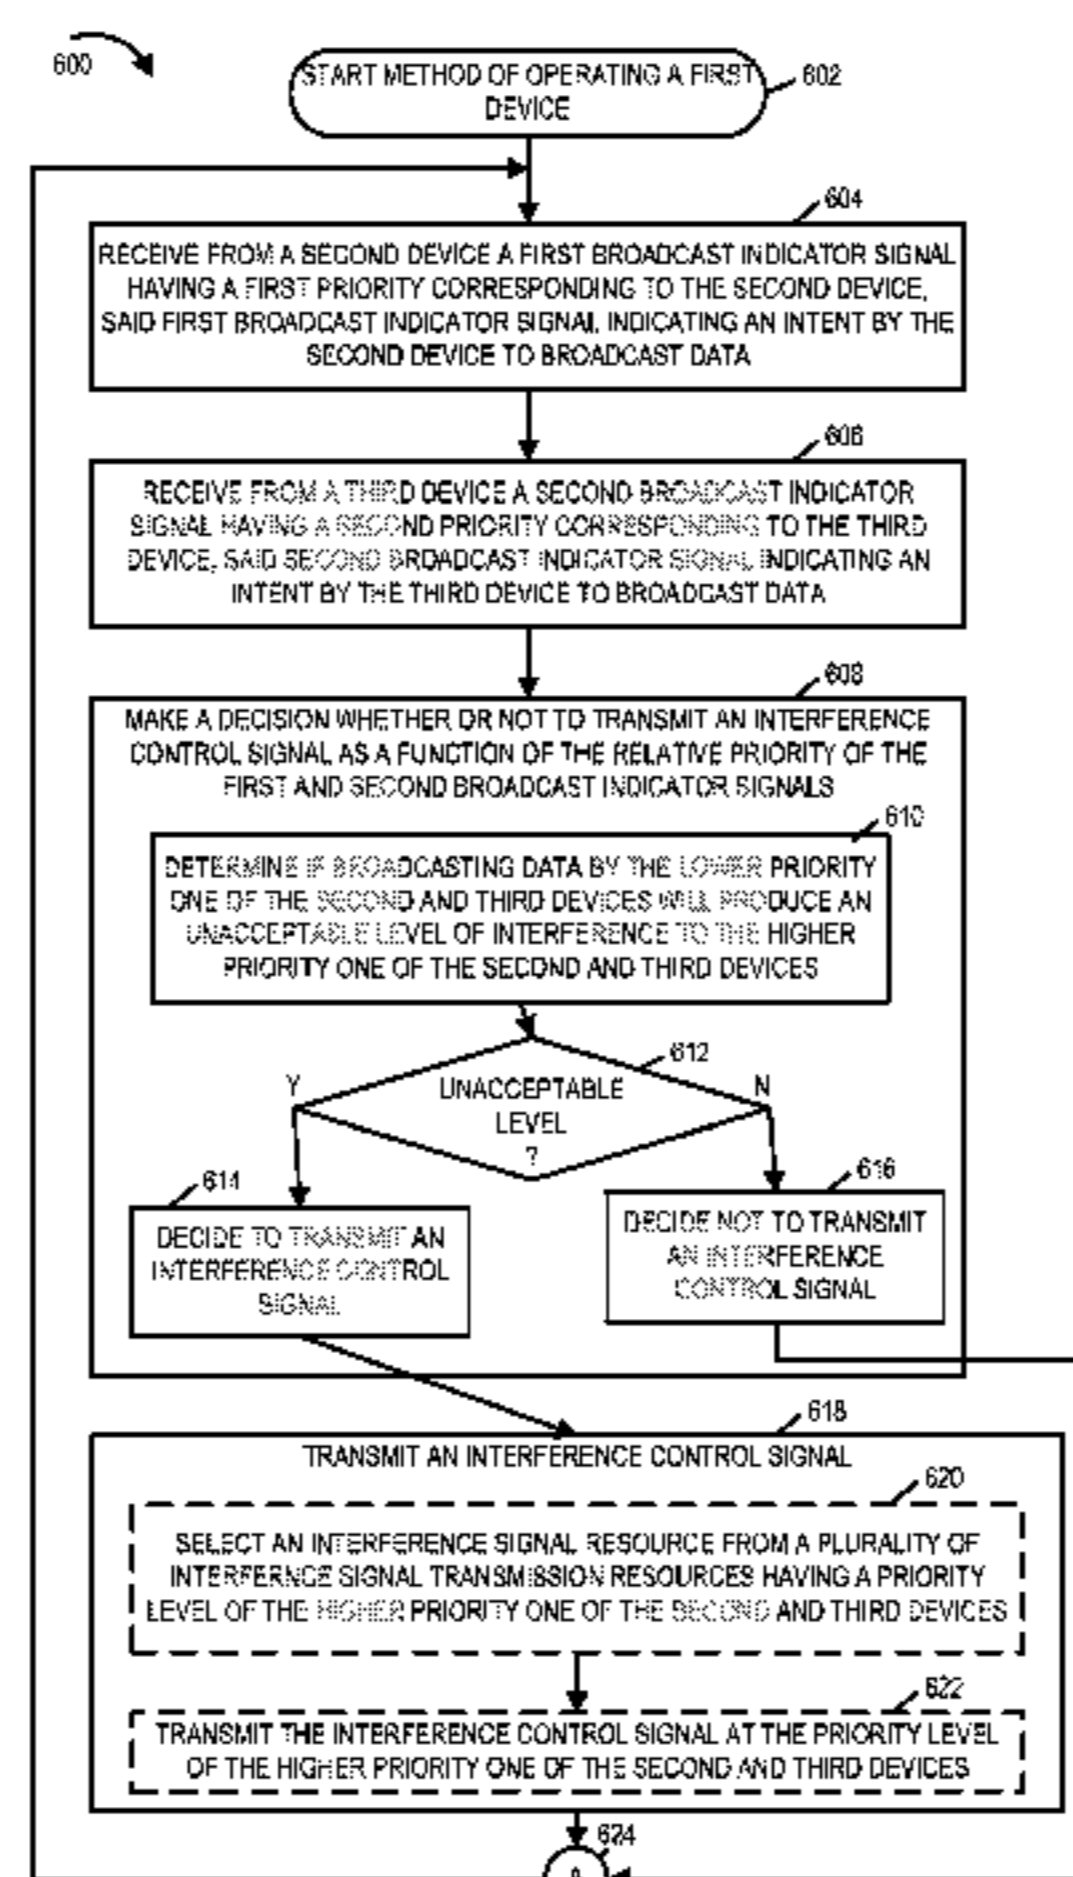 600
START METHOD OF OPERATING A FIRST
DEVICE
602
604
RECEIVE FROM A SECOND DEVICE A FIRST BROADCAST INDICATOR SIGNAL
HAVING A FIRST PRIORITY CORRESPONDING TO THE SECOND DEVICE,
SAID FIRST BROADCAST INDICATOR SIGNAL INDICATING AN INTENT BY THE
SECOND DEVICE TO BROADCAST DATA
606
RECEIVE FROM A THIRD DEVICE A SECOND BROADCAST INDICATOR
SIGNAL HAVING A SECOND PRIORITY CORRESPONDING TO THE THIRD
DEVICE, SAID SECOND BROADCAST INDICATOR SIGNAL INDICATING AN
INTENT BY THE THIRD DEVICE TO BROADCAST DATA
608
MAKE A DECISION WHETHER OR NOT TO TRANSMIT AN INTERFERENCE
CONTROL SIGNAL AS A FUNCTION OF THE RELATIVE PRIORITY OF THE
FIRST AND SECOND BROADCAST INDICATOR SIGNALS
610
DETERMINE IF BROADCASTING DATA BY THE LOWER PRIORITY
ONE OF THE SECOND AND THIRD DEVICES WILL PRODUCE AN
UNACCEPTABLE LEVEL OF INTERFERENCE TO THE HIGHER
PRIORITY ONE OF THE SECOND AND THIRD DEVICES
612
Y
UNACCEPTABLE
LEVEL
?
N
614
DECIDE TO TRANSMIT AN
INTERFERENCE CONTROL
SIGNAL
616
DECIDE NOT TO TRANSMIT
AN INTERFERENCE
CONTROL SIGNAL
618
TRANSMIT AN INTERFERENCE CONTROL SIGNAL
620
SELECT AN INTERFERENCE SIGNAL RESOURCE FROM A PLURALITY OF
INTERFERNCE SIGNAL TRANSMISSION RESOURCES HAVING A PRIORITY
LEVEL OF THE HIGHER PRIORITY ONE OF THE SECOND AND THIRD DEVICES
622
TRANSMIT THE INTERFERENCE CONTROL SIGNAL AT THE PRIORITY LEVEL
OF THE HIGHER PRIORITY ONE OF THE SECOND AND THIRD DEVICES
624